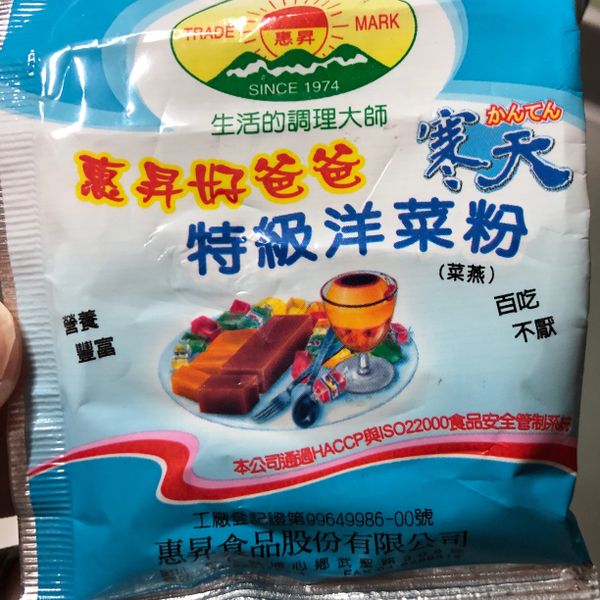 TRADE MARK
惠昇
SINCE 1974
生活的調理大師
かんてん
寒天
惠昇好爸爸
特級洋菜粉
(菜燕)
百吃
不厭
營養
豐富
本公司通過HACCP與ISO22000食品安全管制系統
工廠登記證第99649986-00號
惠昇食品股份有限公司